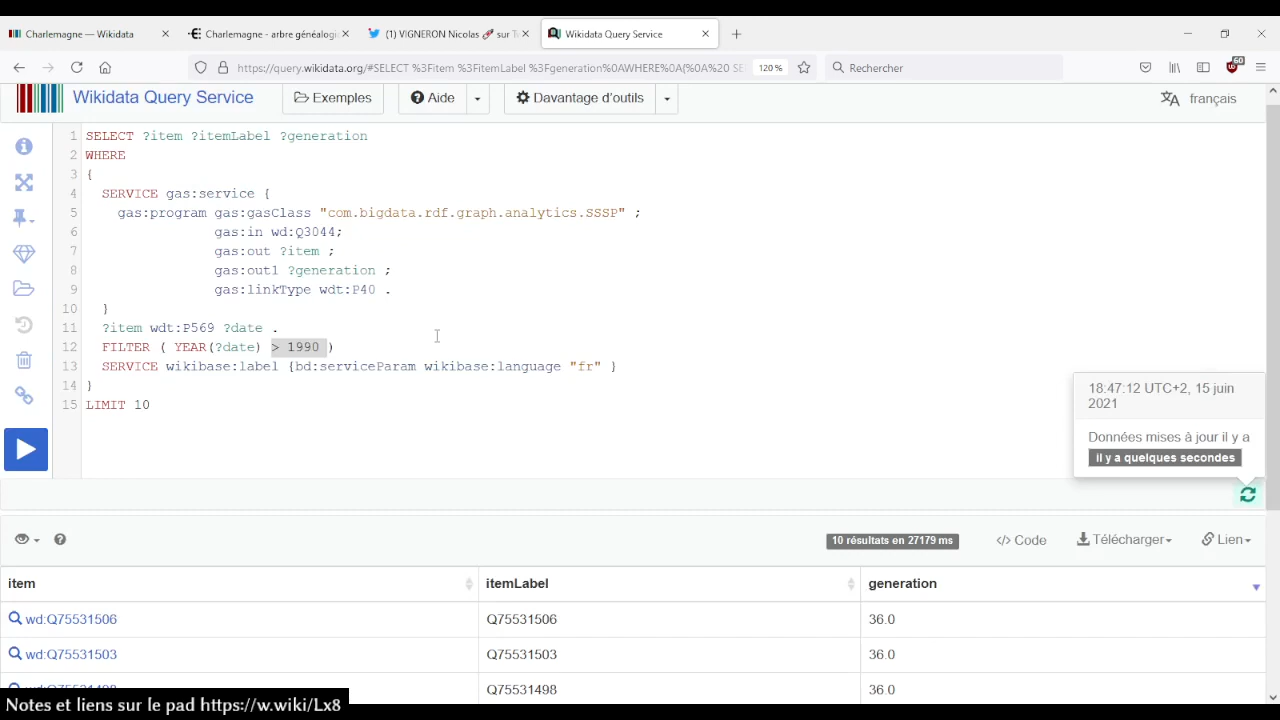 Charlemagne — Wikidata
Charlemagne - arbre généalogi
(1) VIGNERON Nicolas 🚀 sur T
Wikidata Query Service
https://query.wikidata.org/#SELECT %3Fitem %3FitemLabel %3Fgeneration%0AWHERE%0A{%0A%20 SE
120 %
Rechercher
60
Wikidata Query Service
Exemples
Aide
Davantage d'outils
français
1 SELECT ?item ?itemLabel ?generation
2 WHERE
3 {
4 SERVICE gas:service {
5 gas:program gas:gasClass "com.bigdata.rdf.graph.analytics.SSSP" ;
6 gas:in wd:Q3044;
7 gas:out ?item ;
8 gas:out1 ?generation ;
9 gas:linkType wdt:P40 .
10 }
11 ?item wdt:P569 ?date .
12 FILTER ( YEAR(?date) > 1990 )
13 SERVICE wikibase:label {bd:serviceParam wikibase:language "fr" }
14 }
15 LIMIT 10
18:47:12 UTC+2, 15 juin
2021
Données mises à jour il y a
il y a quelques secondes
10 résultats en 27179 ms
</> Code
Télécharger
Lien
item itemLabel generation
wd:Q75531506 Q75531506 36.0
wd:Q75531503 Q75531503 36.0
wd:Q75531498 Q75531498 36.0
Notes et liens sur le pad https://w.wiki/Lx8